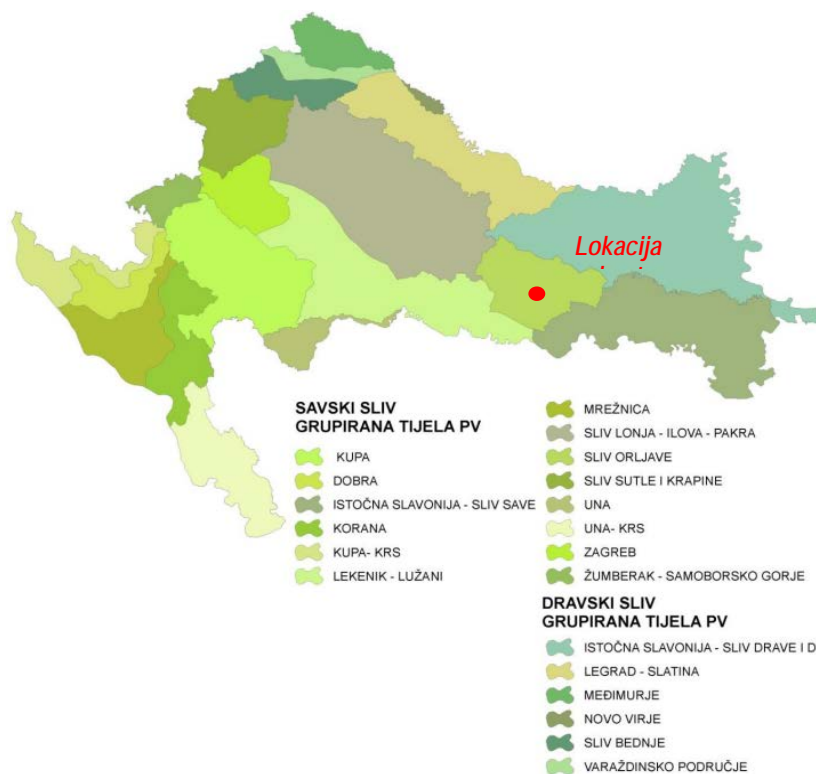 Lokacija
SAVSKI SLIV
GRUPIRANA TIJELA PV
KUPA
DOBRA
ISTOČNA SLAVONIJA - SLIV SAVE
KORANA
KUPA- KRS
LEKENIK - LUŽANI
MREŽNICA
SLIV LONJA - ILOVA - PAKRA
SLIV ORLJAVE
SLIV SUTLE I KRAPINE
UNA
UNA- KRS
ZAGREB
ŽUMBERAK - SAMOBORSKO GORJE
DRAVSKI SLIV
GRUPIRANA TIJELA PV
ISTOČNA SLAVONIJA - SLIV DRAVE I D
LEGRAD - SLATINA
MEĐIMURJE
NOVO VIRJE
SLIV BEDNJE
VARAŽDINSKO PODRUČJE